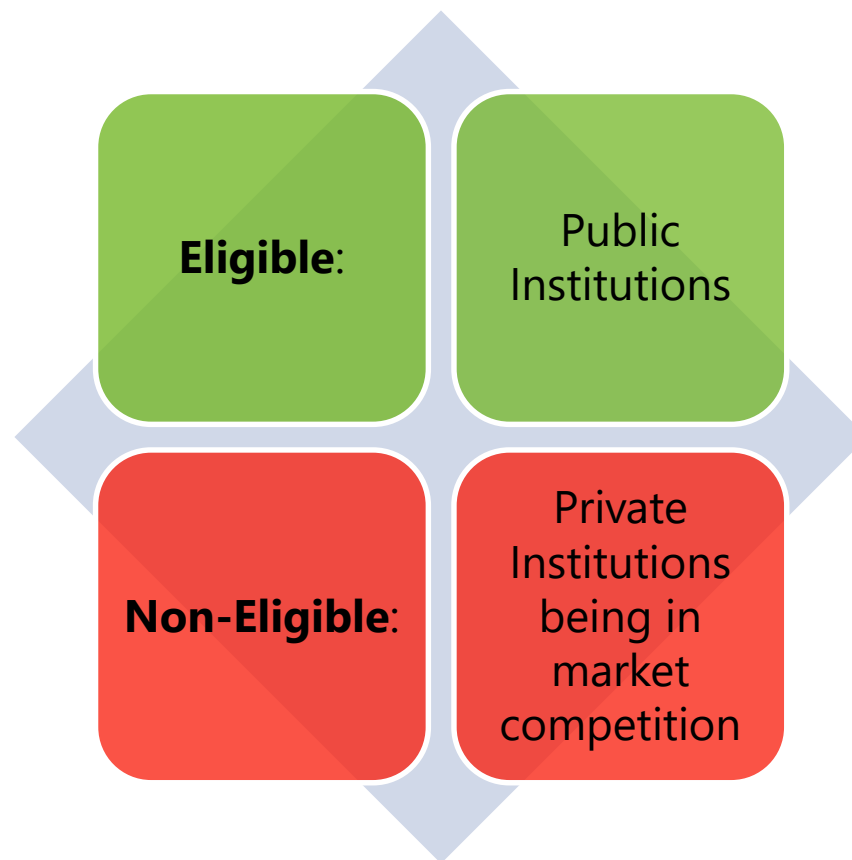 Eligible:
Public
Institutions
Non-Eligible:
Private
Institutions
being in
market
competition